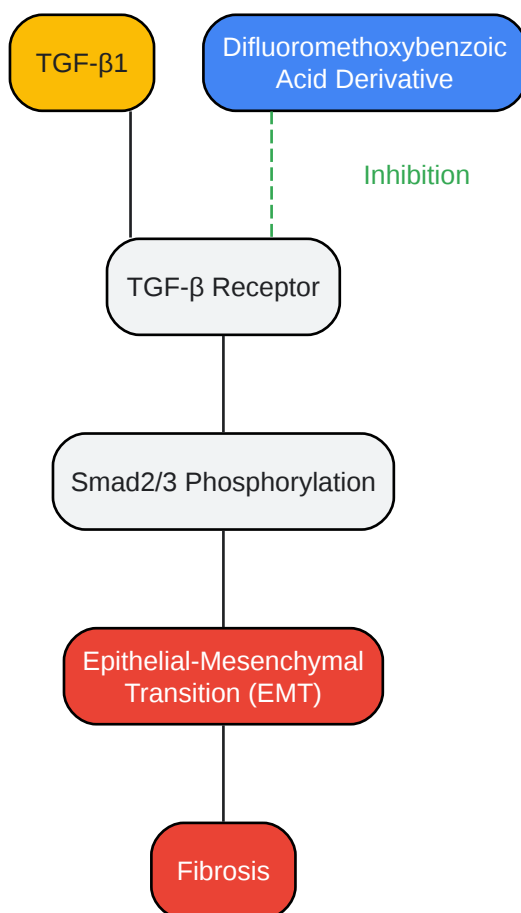 TGF-β1
Difluoromethoxybenzoic
Acid Derivative
Inhibition
TGF-β Receptor
Smad2/3 Phosphorylation
Epithelial-Mesenchymal
Transition (EMT)
Fibrosis